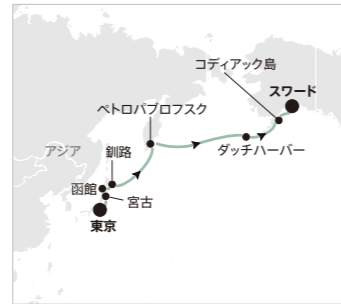 コディアック島
スワード
ペトロパブロフスク
アジア
釧路
ダッチハーバー
函館
宮古
東京